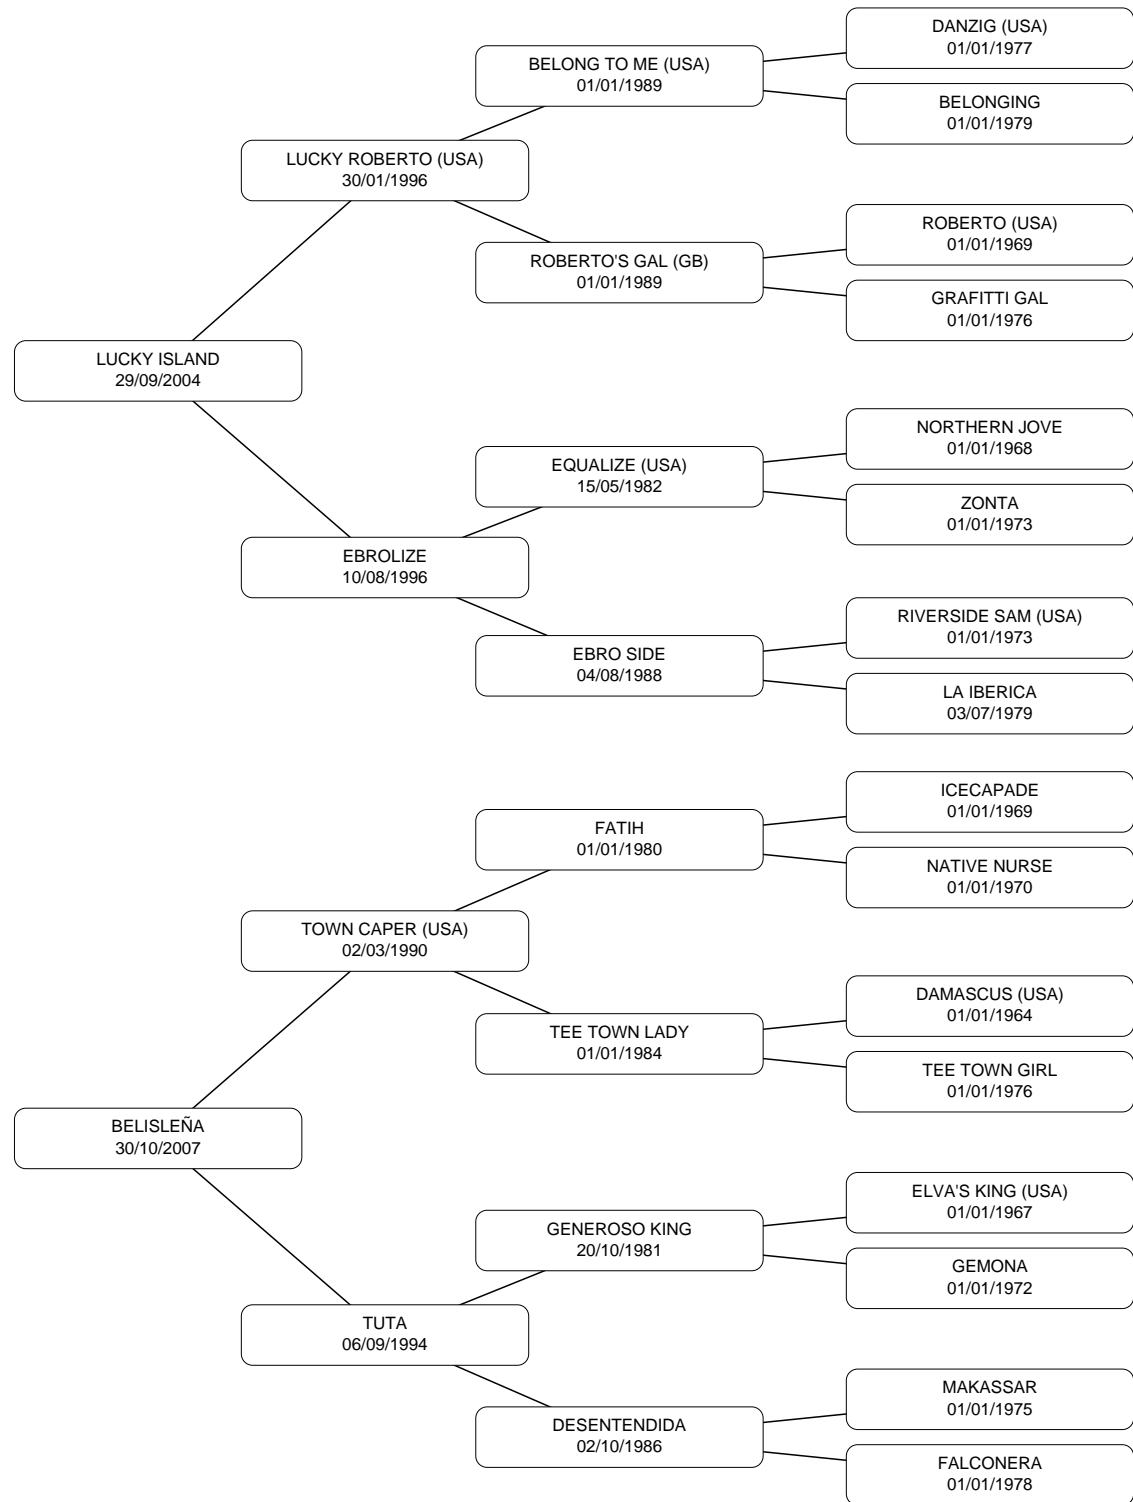 DANZIG (USA)
01/01/1977
BELONG TO ME (USA)
01/01/1989
BELONGING
01/01/1979
LUCKY ROBERTO (USA)
30/01/1996
ROBERTO (USA)
01/01/1969
ROBERTO'S GAL (GB)
01/01/1989
GRAFITTI GAL
01/01/1976
LUCKY ISLAND
29/09/2004
NORTHERN JOVE
01/01/1968
EQUALIZE (USA)
15/05/1982
ZONTA
01/01/1973
EBROLIZE
10/08/1996
RIVERSIDE SAM (USA)
01/01/1973
EBRO SIDE
04/08/1988
LA IBERICA
03/07/1979
ICECAPADE
01/01/1969
FATIH
01/01/1980
NATIVE NURSE
01/01/1970
TOWN CAPER (USA)
02/03/1990
DAMASCUS (USA)
01/01/1964
TEE TOWN LADY
01/01/1984
TEE TOWN GIRL
01/01/1976
BELISLEÑA
30/10/2007
ELVA'S KING (USA)
01/01/1967
GENEROSO KING
20/10/1981
GEMONA
01/01/1972
TUTA
06/09/1994
MAKASSAR
01/01/1975
DESENTENDIDA
02/10/1986
FALCONERA
01/01/1978